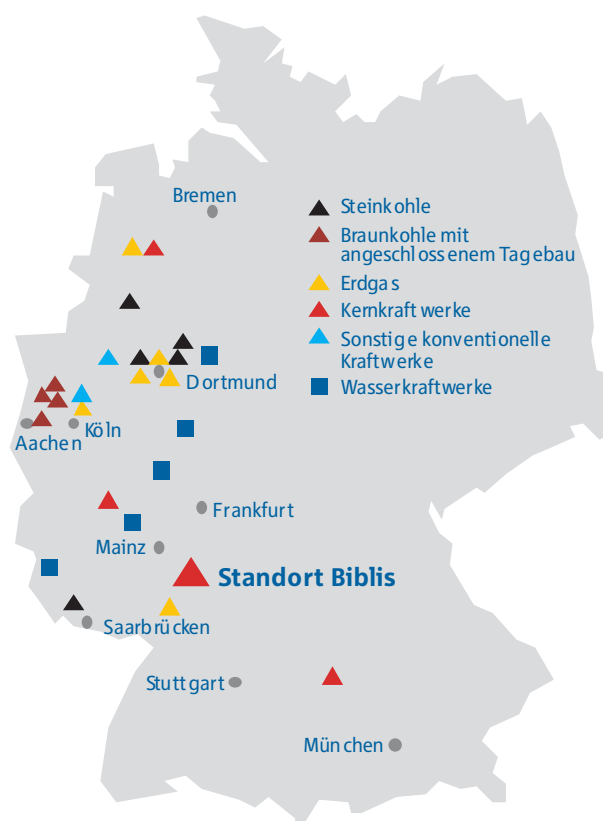 Bremen
Steinkohle
Braunkohle mit
angeschlossenem Tagebau
Erdgas
Kernkraftwerke
Sonstige konventionelle
Kraftwerke
Wasserkraftwerke
Dortmund
Köln
Aachen
Frankfurt
Mainz
Standort Biblis
Saarbrücken
Stuttgart
München